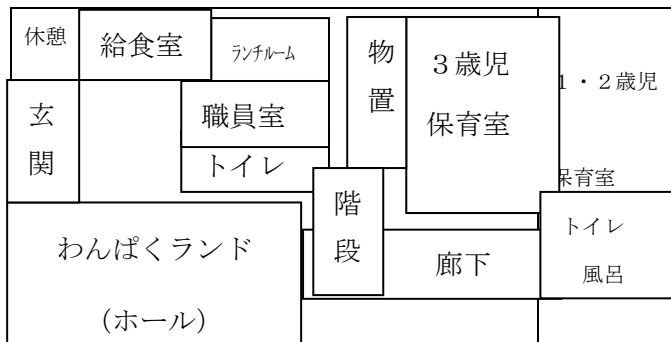 休憩
給食室
ランチルーム
物
置
３歳児
保育室
１・２歳児
保育室
玄
関
職員室
トイレ
階
段
わんぱくランド
（ホール）
廊下
トイレ
風呂